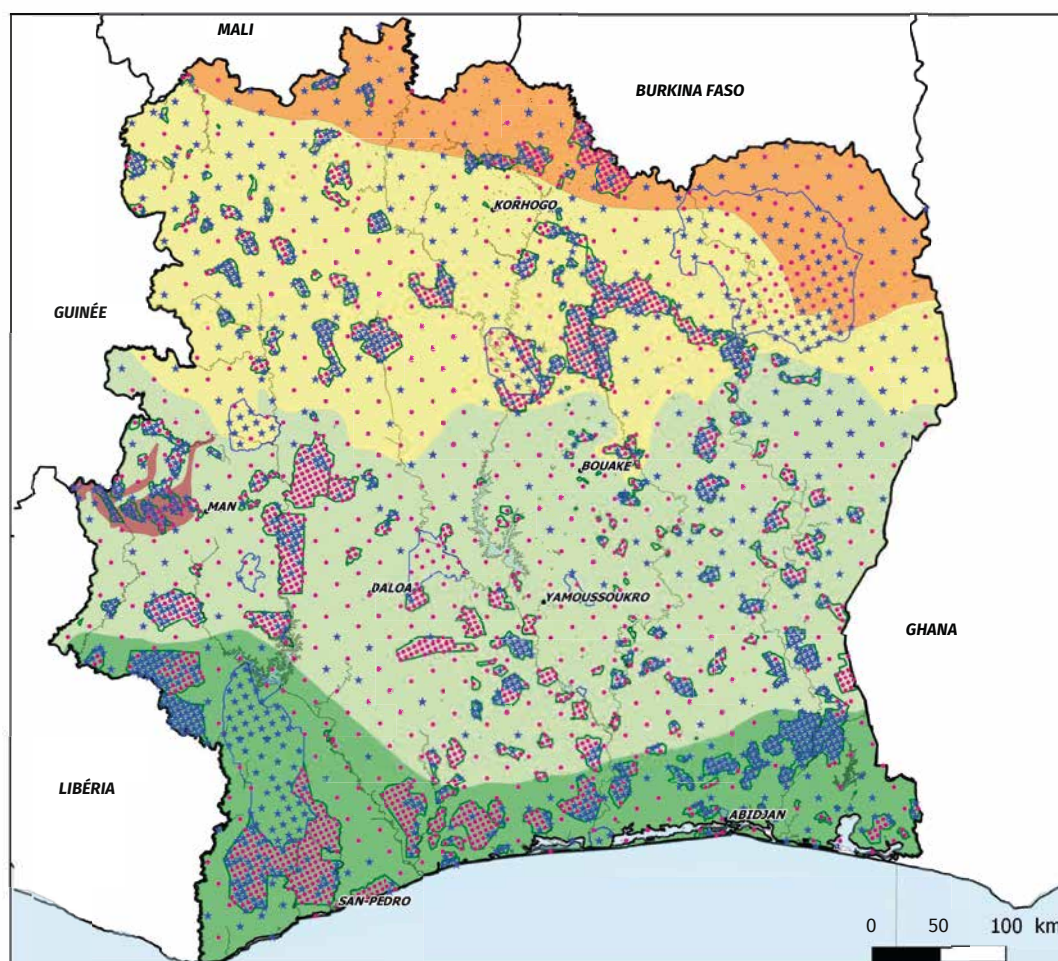 MALI
BURKINA FASO
KORHOGO
GUINÉE
BOUAKE
MAN
DALOA
YAMOUSSOUKRO
GHANA
LIBÉRIA
ABIDJAN
SAN-PEDRO
0 50 100 km